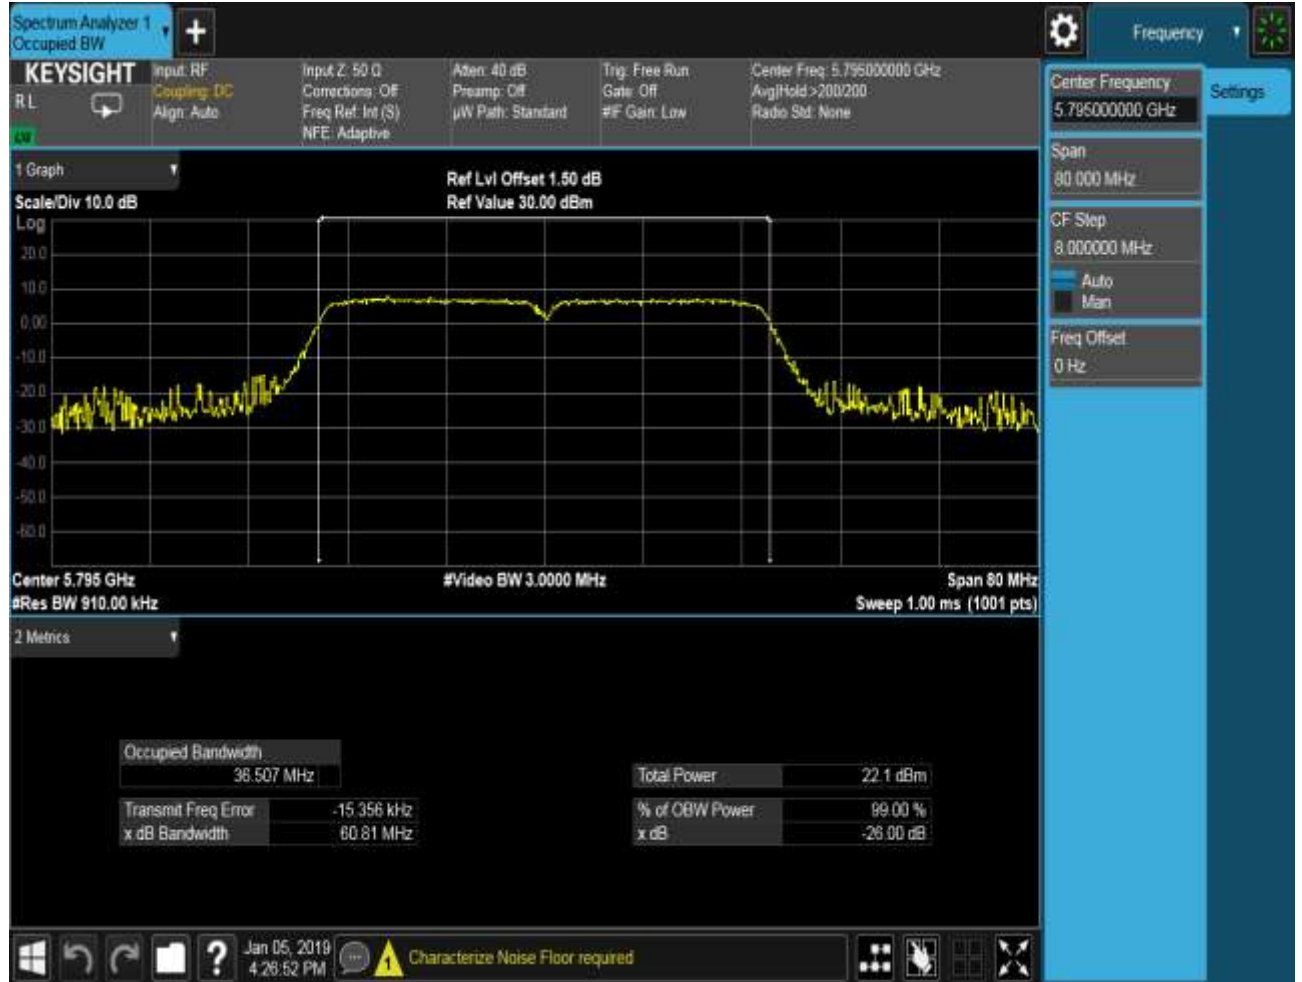 Spectrum Analyzer 1
Occupied BW
Frequency
KEYSIGHT
RL
Input: RF
Coupling: DC
Align: Auto
Input Z: 50 Ω
Corrections: Off
Freq Ref: Int (S)
NFE: Adaptive
Atten: 40 dB
Preamp: Off
µW Path: Standard
Trig: Free Run
Gate: Off
#IF Gain: Low
Center Freq: 5.795000000 GHz
Avg|Hold:>200/200
Radio Std: None
Center Frequency
5.795000000 GHz
Settings
Span
80.000 MHz
CF Step
8.000000 MHz
Auto
Man
Freq Offset
0 Hz
1 Graph
Scale/Div 10.0 dB
Ref Lvl Offset 1.50 dB
Ref Value 30.00 dBm
Log
20.0
10.0
0.00
-10.0
-20.0
-30.0
-40.0
-50.0
-60.0
Center 5.795 GHz
#Res BW 910.00 kHz
#Video BW 3.0000 MHz
Span 80 MHz
Sweep 1.00 ms (1001 pts)
2 Metrics
Occupied Bandwidth
36.507 MHz
Transmit Freq Error -15.356 kHz
x dB Bandwidth 60.81 MHz
Total Power 22.1 dBm
% of OBW Power 99.00 %
x dB -26.00 dB
?
Jan 05, 2019
4:26:52 PM
1
Characterize Noise Floor required